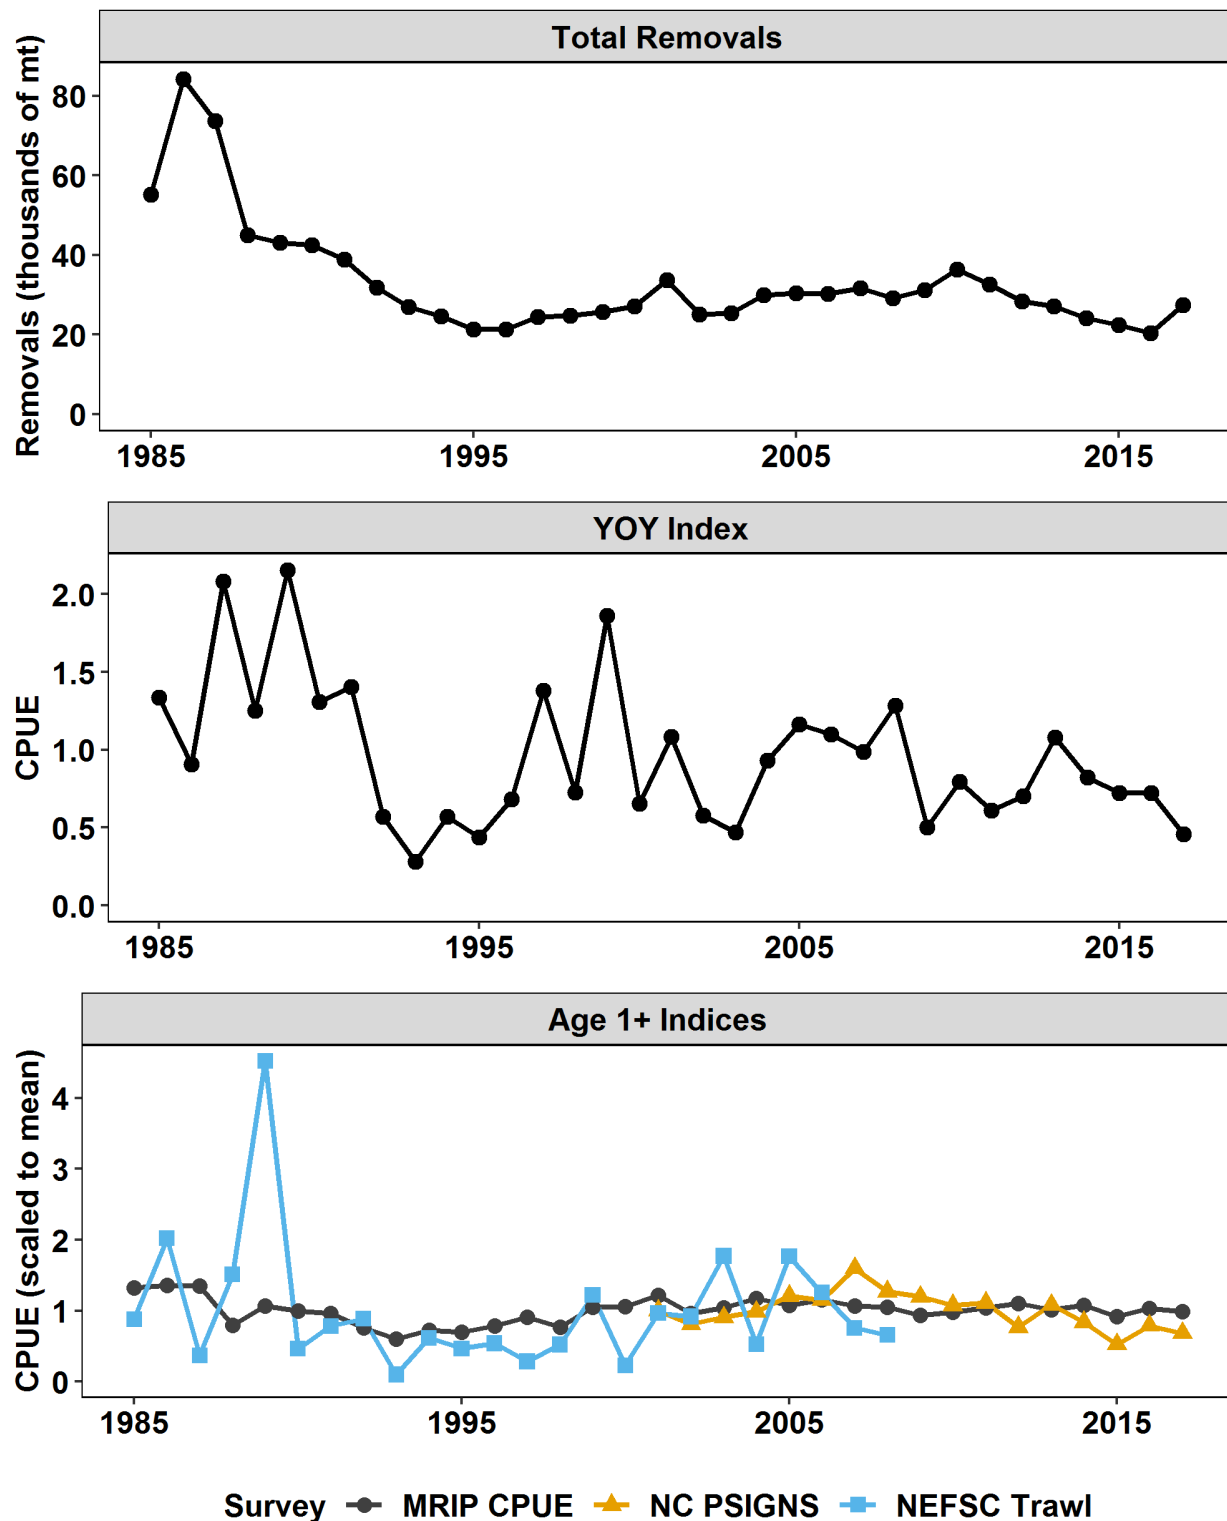 Total Removals
Removals (thousands of mt)
80
60
40
20
0
1985 1995 2005 2015
YOY Index
CPUE
2.0
1.5
1.0
0.5
0.0
1985 1995 2005 2015
Age 1+ Indices
CPUE (scaled to mean)
4
3
2
1
0
1985 1995 2005 2015
Survey MRIP CPUE NC PSIGNS NEFSC Trawl